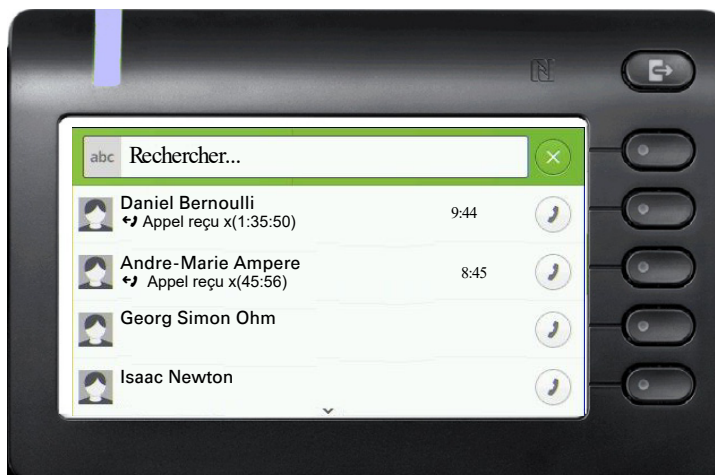 abc Rechercher...
Daniel Bernoulli 9:44
Appel reçu x(1:35:50)
Andre-Marie Ampere 8:45
Appel reçu x(45:56)
Georg Simon Ohm
Isaac Newton